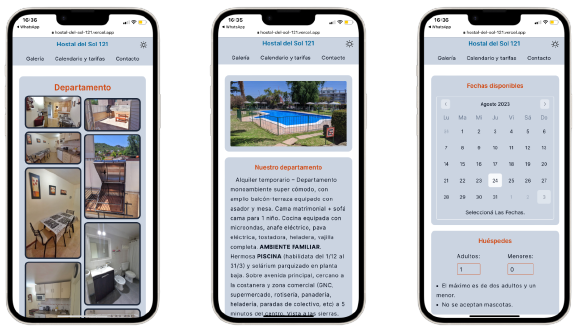 16:35
WhatsApp
hostal-del-sol-121.vercel.app
Hostal del Sol 121
Galería Calendario y tarifas Contacto
Departamento
16:35
WhatsApp
hostal-del-sol-121.vercel.app
Hostal del Sol 121
Galería Calendario y tarifas Contacto
Nuestro departamento
Alquiler temporario – Departamento
monoambiente super cómodo, con
amplio balcón-terraza equipado con
asador y mesa. Cama matrimonial + sofá
cama para 1 niño. Cocina equipada con
microondas, anafe eléctrico, pava
eléctrica, tostadora, heladera, vajilla
completa. AMBIENTE FAMILIAR.
Hermosa PISCINA (habilitada del 1/12 al
31/3) y solárium parquizado en planta
baja. Sobre avenida principal, cercano a
la costanera y zona comercial (GNC,
supermercado, rotisería, panadería,
heladería, paradas de colectivo, etc) a 5
minutos del centro. Vista a las sierras.
16:36
WhatsApp
hostal-del-sol-121.vercel.app
Hostal del Sol 121
Galería Calendario y tarifas Contacto
Fechas disponibles
Agosto 2023
Lu Ma Mi Ju Vi Sa Do
31 1 2 3 4 5 6
7 8 9 10 11 12 13
14 15 16 17 18 19 20
21 22 23 24 25 26 27
28 29 30 31 1 2 3
Seleccioná Las Fechas.
Huéspedes
Adultos: Menores:
1 0
• El máximo es de dos adultos y un
menor.
• No se aceptan mascotas.